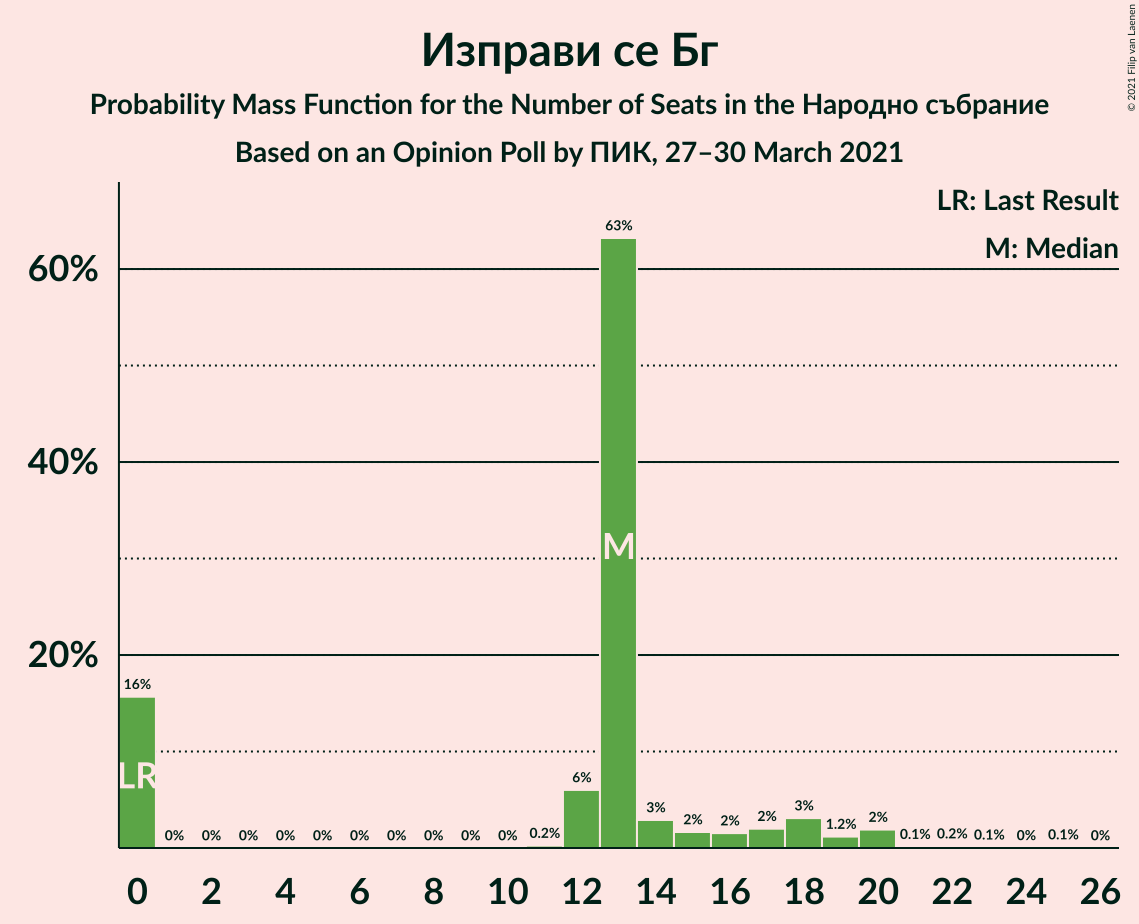 Изправи се Бг
Probability Mass Function for the Number of Seats in the Народно събрание
Based on an Opinion Poll by ПИК, 27–30 March 2021
© 2021 Filip van Laenen
LR: Last Result
M: Median
60%
40%
20%
16% 0% 0% 0% 0% 0% 0% 0% 0% 0% 0% 0.2% 6% 63% 3% 2% 2% 2% 3% 1.2% 2% 0.1% 0.2% 0.1% 0% 0.1% 0%
LR
M
0 2 4 6 8 10 12 14 16 18 20 22 24 26